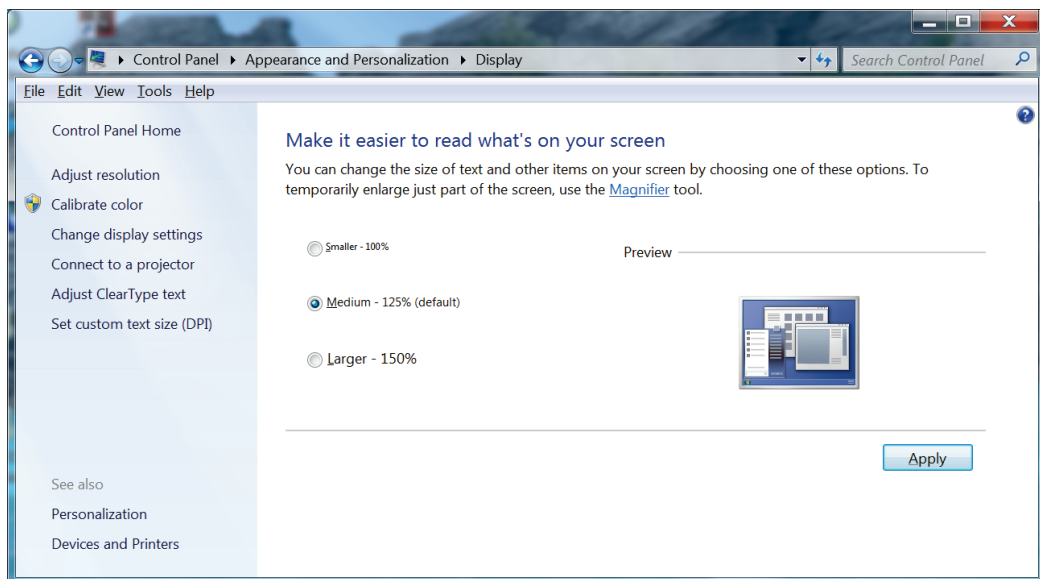 Control Panel Appearance and Personalization Display
Search Control Panel
File Edit View Tools Help
Control Panel Home
Adjust resolution
Calibrate color
Change display settings
Connect to a projector
Adjust ClearType text
Set custom text size (DPI)
See also
Personalization
Devices and Printers
Make it easier to read what's on your screen
You can change the size of text and other items on your screen by choosing one of these options. To
temporarily enlarge just part of the screen, use the Magnifier tool.
Smaller - 100%
Medium - 125% (default)
Larger - 150%
Preview
Apply